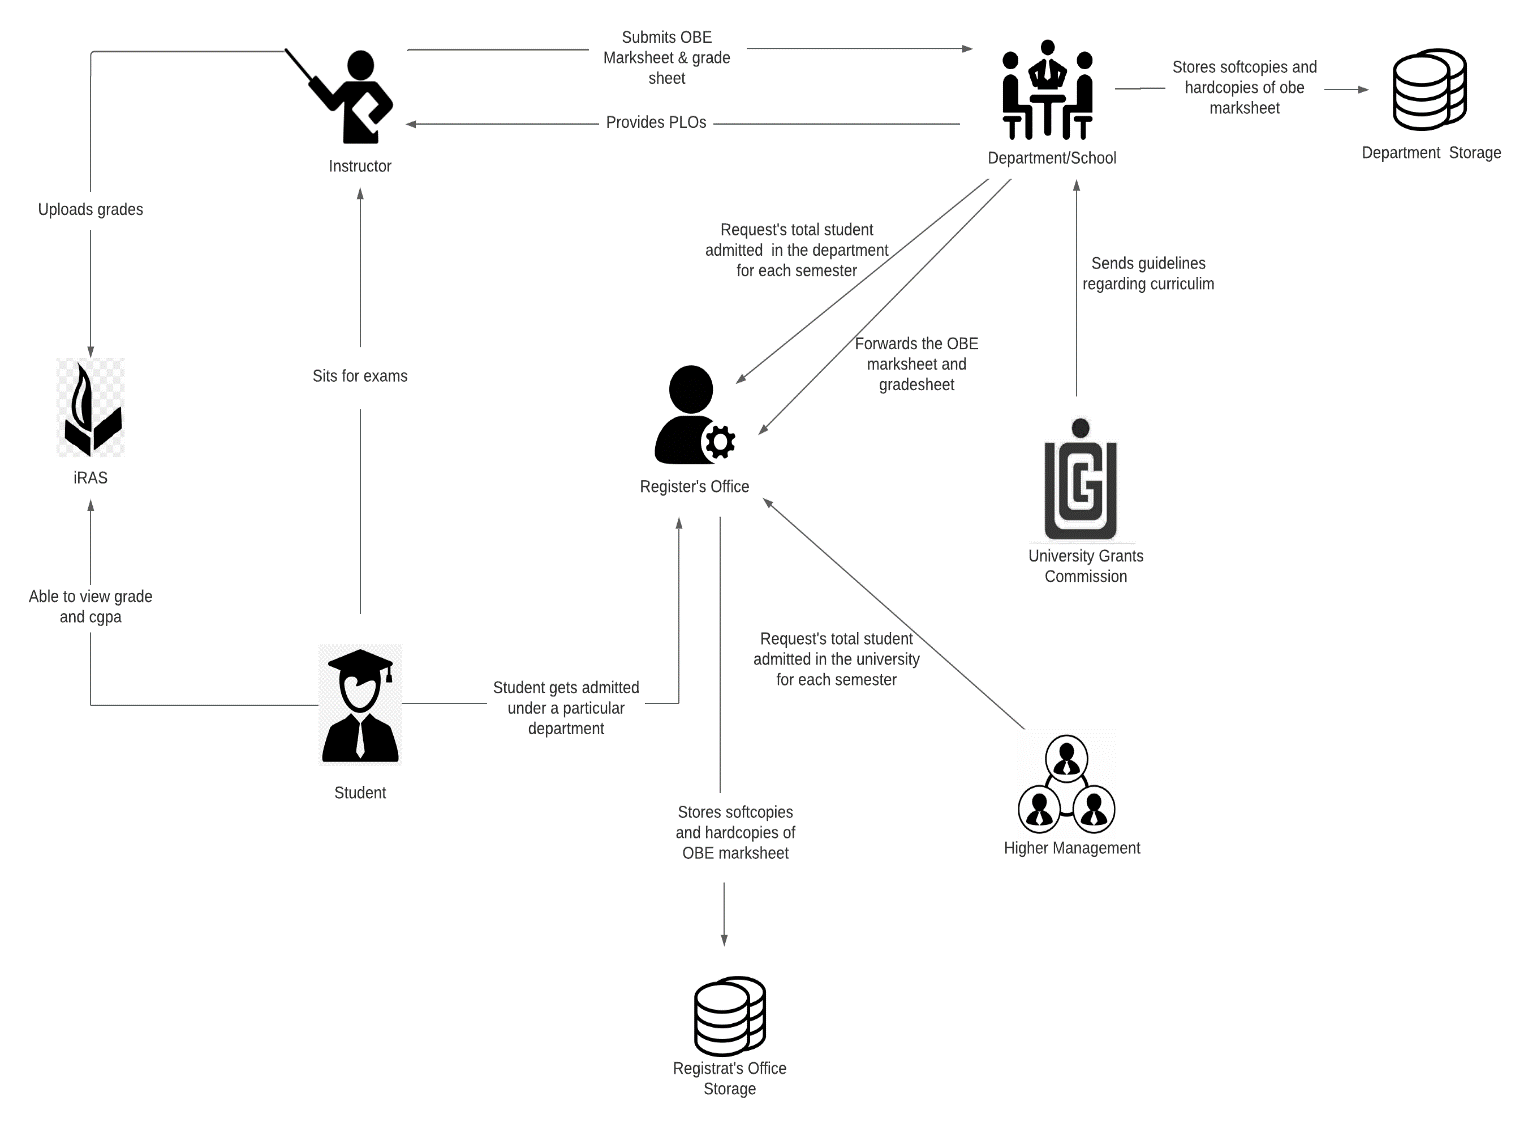 Submits OBE
Marksheet & grade
sheet
Stores softcopies and
hardcopies of obe
marksheet
Provides PLOs
Instructor
Department/School
Department  Storage
Uploads grades
Request's total student
admitted  in the department
for each semester
Sends guidelines
regarding curriculim
Forwards the OBE
marksheet and
gradesheet
Sits for exams
iRAS
Register's Office
University Grants
Commission
Able to view grade
and cgpa
Request's total student
admitted in the university
for each semester
Student gets admitted
under a particular
department
Student
Stores softcopies
and hardcopies of
OBE marksheet
Higher Management
Registrat's Office
Storage